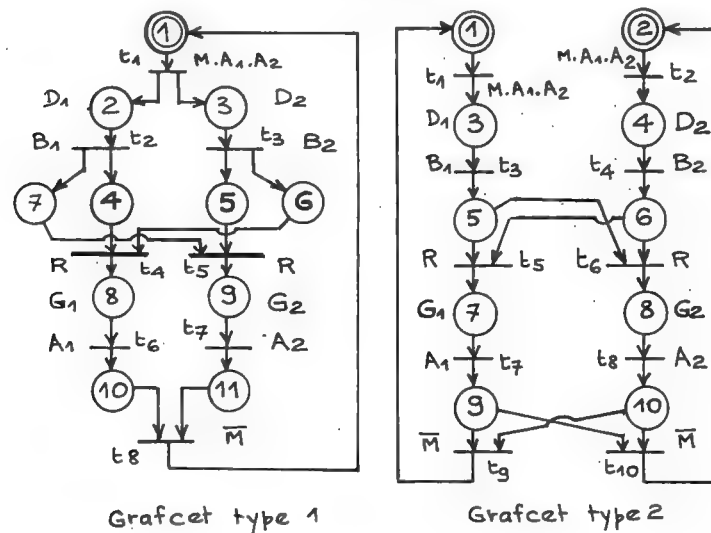 1 1 2
t1 M.A1.A2 M.A1.A2
t1 t2
M.A1.A2
D1 2 3 D2 D1 3 4 D2
B1 t2 t3 B2 B1 t3 t4 B2
7 4 5 6 5 6
R t4 t5 R R t5 t6 R
G1 8 9 G2 G1 7 8 G2
A1 t6 t7 A2 A1 t7 t8 A2
10 11 9 10
t8 M̅ M̅ t9 t10 M̅
Grafcet type 1 Grafcet type 2